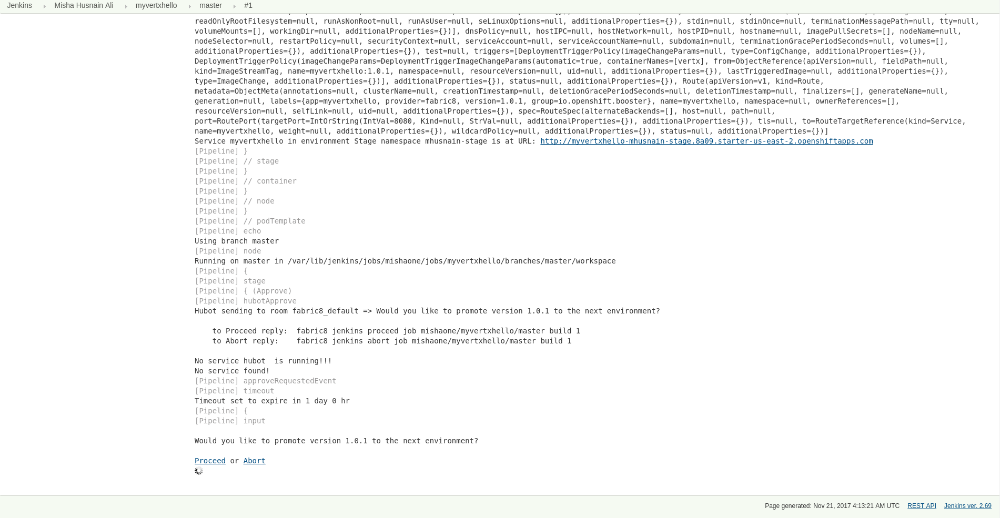 Jenkins › Misha Husnain Ali › myvertxhello › master › #1
readOnlyRootFilesystem=null, runAsNonRoot=null, runAsUser=null, seLinuxOptions=null, additionalProperties={}), stdin=null, stdinOnce=null, terminationMessagePath=null, tty=null,
volumeMounts=[], workingDir=null, additionalProperties={})], dnsPolicy=null, hostIPC=null, hostNetwork=null, hostPID=null, hostname=null, imagePullSecrets=[], nodeName=null,
nodeSelector=null, restartPolicy=null, securityContext=null, serviceAccount=null, serviceAccountName=null, subdomain=null, terminationGracePeriodSeconds=null, volumes=[],
additionalProperties={}), additionalProperties={}), test=null, triggers=[DeploymentTriggerPolicy(imageChangeParams=null, type=ConfigChange, additionalProperties={}),
DeploymentTriggerPolicy(imageChangeParams=DeploymentTriggerImageChangeParams(automatic=true, containerNames=[vertx], from=ObjectReference(apiVersion=null, fieldPath=null,
kind=ImageStreamTag, name=myvertxhello:1.0.1, namespace=null, resourceVersion=null, uid=null, additionalProperties={}), lastTriggeredImage=null, additionalProperties={}),
type=ImageChange, additionalProperties={})], additionalProperties={}), status=null, additionalProperties={}), Route(apiVersion=v1, kind=Route,
metadata=ObjectMeta(annotations=null, clusterName=null, creationTimestamp=null, deletionGracePeriodSeconds=null, deletionTimestamp=null, finalizers=[], generateName=null,
generation=null, labels={app=myvertxhello, provider=fabric8, version=1.0.1, group=io.openshift.booster}, name=myvertxhello, namespace=null, ownerReferences=[],
resourceVersion=null, selfLink=null, uid=null, additionalProperties={}), spec=RouteSpec(alternateBackends=[], host=null, path=null,
port=RoutePort(targetPort=IntOrString(IntVal=8080, Kind=null, StrVal=null, additionalProperties={}), additionalProperties={}), tls=null, to=RouteTargetReference(kind=Service,
name=myvertxhello, weight=null, additionalProperties={}), wildcardPolicy=null, additionalProperties={}), status=null, additionalProperties={})]
Service myvertxhello in environment Stage namespace mhusnain-stage is at URL: http://myvertxhello-mhusnain-stage.8a09.starter-us-east-2.openshiftapps.com
[Pipeline] }
[Pipeline] // stage
[Pipeline] }
[Pipeline] // container
[Pipeline] }
[Pipeline] // node
[Pipeline] }
[Pipeline] // podTemplate
[Pipeline] echo
Using branch master
[Pipeline] node
Running on master in /var/lib/jenkins/jobs/mishaone/jobs/myvertxhello/branches/master/workspace
[Pipeline] {
[Pipeline] stage
[Pipeline] { (Approve)
[Pipeline] hubotApprove
Hubot sending to room fabric8_default => Would you like to promote version 1.0.1 to the next environment?
to Proceed reply:  fabric8 jenkins proceed job mishaone/myvertxhello/master build 1
to Abort reply:    fabric8 jenkins abort job mishaone/myvertxhello/master build 1
No service hubot  is running!!!
No service found!
[Pipeline] approveRequestedEvent
[Pipeline] timeout
Timeout set to expire in 1 day 0 hr
[Pipeline] {
[Pipeline] input
Would you like to promote version 1.0.1 to the next environment?
Proceed or Abort
Page generated: Nov 21, 2017 4:13:21 AM UTC REST API Jenkins ver. 2.69